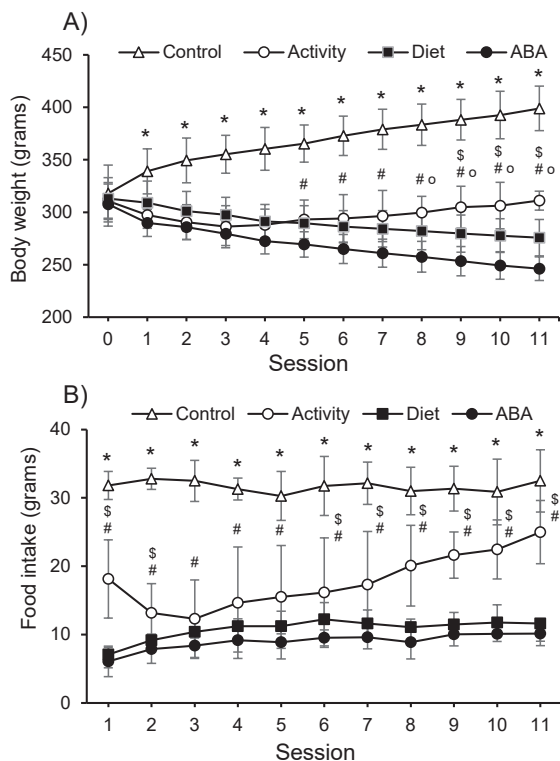 A)
Control Activity Diet ABA
450
400
350
300
250
200
Body weight (grams)
* * * * * * * * * * *
$ $ $
# # # # o # o # o # o
0 1 2 3 4 5 6 7 8 9 10 11
Session
B)
Control Activity Diet ABA
40
30
20
10
0
Food intake (grams)
* * * * * * * * * * *
$ $ $ $ $ $ $ $
# # # # # # # # # # #
1 2 3 4 5 6 7 8 9 10 11
Session